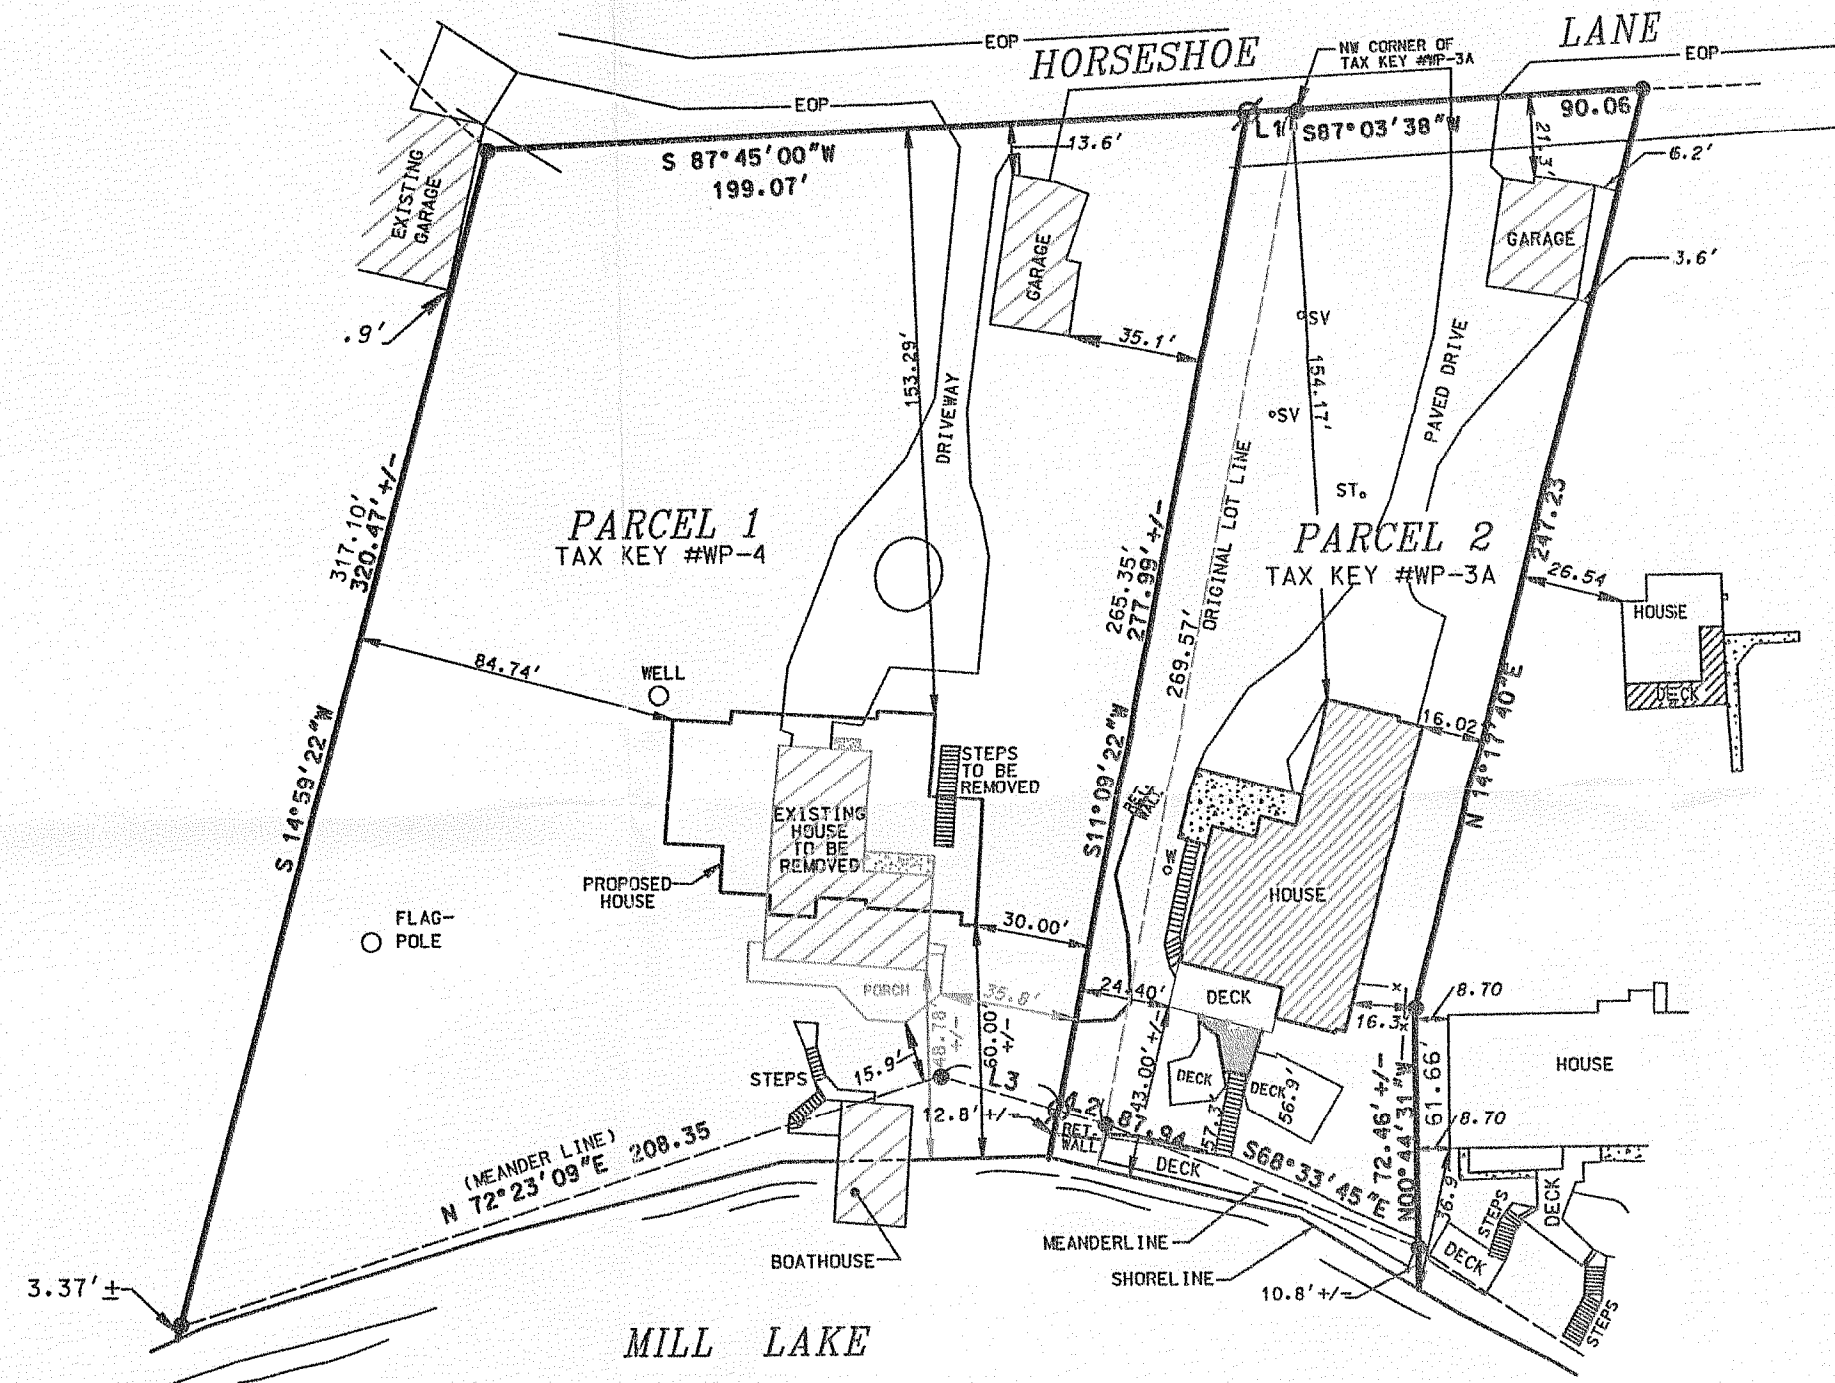 EOP
HORSESHOE
LANE
EOP
EOP
NW CORNER OF
TAX KEY #WP-3A
L1
S87°03'38"W
90.06
S 87°45'00"W
199.07'
13.6'
21.3'
6.2'
EXISTING
GARAGE
GARAGE
GARAGE
3.6'
.9'
35.1'
153.29'
DRIVEWAY
SV
SV
154.17'
PAVED DRIVE
ORIGINAL LOT LINE
ST
317.10'
320.47'+/-
PARCEL 1
TAX KEY #WP-4
265.35'
277.99'+/-
PARCEL 2
TAX KEY #WP-3A
247.23
26.54
HOUSE
DECK
84.74'
WELL
269.57'
S 14°59'22"W
S11°09'22"W
N 14°17'40"E
16.02
STEPS
TO BE
REMOVED
RET.
WALL
EXISTING
HOUSE
TO BE
REMOVED
PROPOSED
HOUSE
HOUSE
FLAG-
POLE
30.00'
PORCH
35.8'
24.40'
DECK
8.70
16.3
HOUSE
STEPS
15.9'
48.78'
+/-
60.00'
+/-
L3
43.00'+/-
DECK
DECK
56.9'
57.3'
61.66'
72.46'+/-
N00°44'31"W
12.8'+/-
L2
RET.
WALL
87.94
DECK
S68°33'45"E
8.70
36.9'
(MEANDER LINE)
N 72°23'09"E 208.35
STEPS
DECK
DECK
STEPS
BOATHOUSE
MEANDERLINE
SHORELINE
10.8'+/-
3.37'±
MILL LAKE